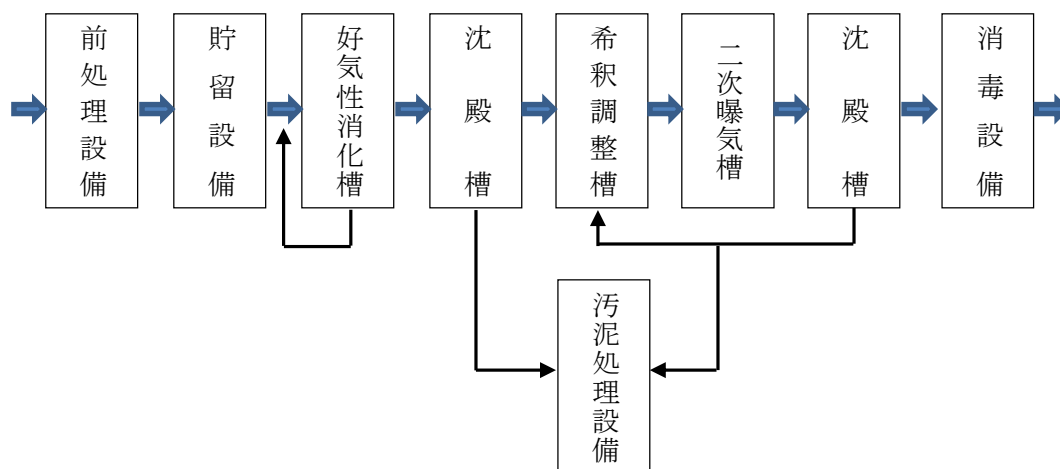 前処理設備
貯留設備
好気性消化槽
沈殿槽
希釈調整槽
二次曝気槽
沈殿槽
消毒設備
汚泥処理設備